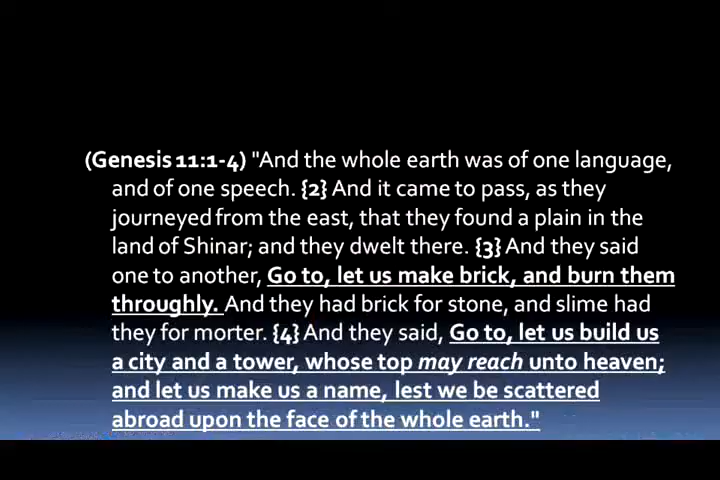 (Genesis 11:1-4) "And the whole earth was of one language,
and of one speech. {2} And it came to pass, as they
journeyed from the east, that they found a plain in the
land of Shinar; and they dwelt there. {3} And they said
one to another, Go to, let us make brick, and burn them
throughly. And they had brick for stone, and slime had
they for morter. {4} And they said, Go to, let us build us
a city and a tower, whose top may reach unto heaven;
and let us make us a name, lest we be scattered
abroad upon the face of the whole earth."